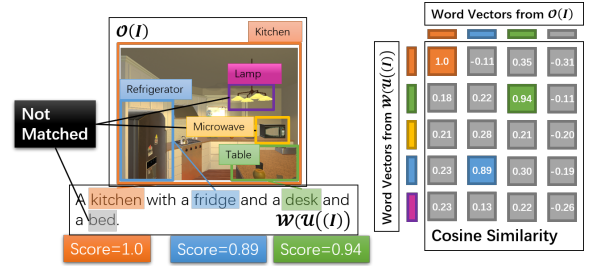 O(I)
Kitchen
Lamp
Refrigerator
Not
Matched
Microwave
Table
A kitchen with a fridge and a desk and
a bed.
W(U((I))
Score=1.0 Score=0.89 Score=0.94
Word Vectors from O(I)
Word Vectors from W(U((I))
1.0 -0.11 0.35 -0.31
0.18 0.22 0.94 -0.11
0.21 0.28 0.21 -0.20
0.23 0.89 0.30 -0.19
0.23 0.13 0.22 -0.26
Cosine Similarity